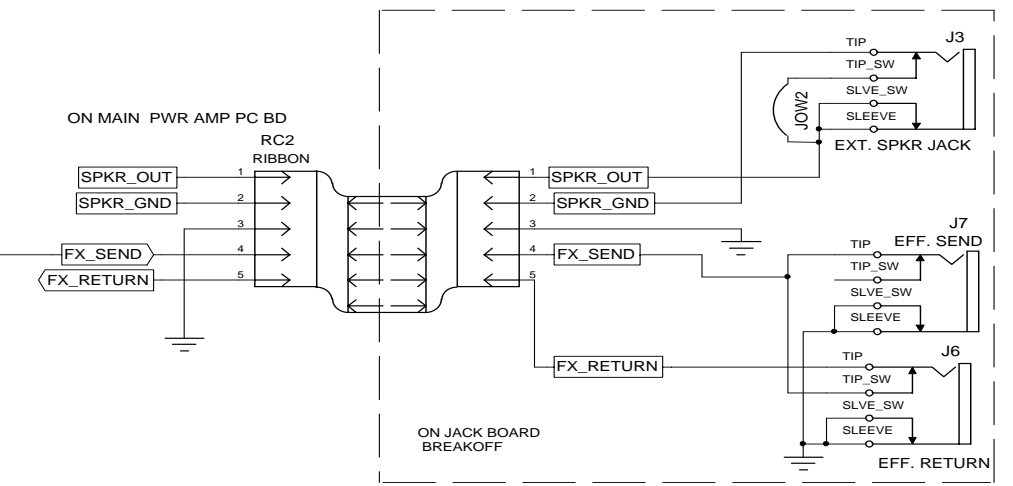 ON MAIN PWR AMP PC BD
RC2
RIBBON
SPKR_OUT
SPKR_GND
FX_SEND
FX_RETURN
1
2
3
4
5
1
2
3
4
5
SPKR_OUT
SPKR_GND
FX_SEND
FX_RETURN
ON JACK BOARD
BREAKOFF
JOW2
J3
TIP
TIP_SW
SLVE_SW
SLEEVE
EXT. SPKR JACK
J7
EFF. SEND
TIP
TIP_SW
SLVE_SW
SLEEVE
J6
TIP
TIP_SW
SLVE_SW
SLEEVE
EFF. RETURN